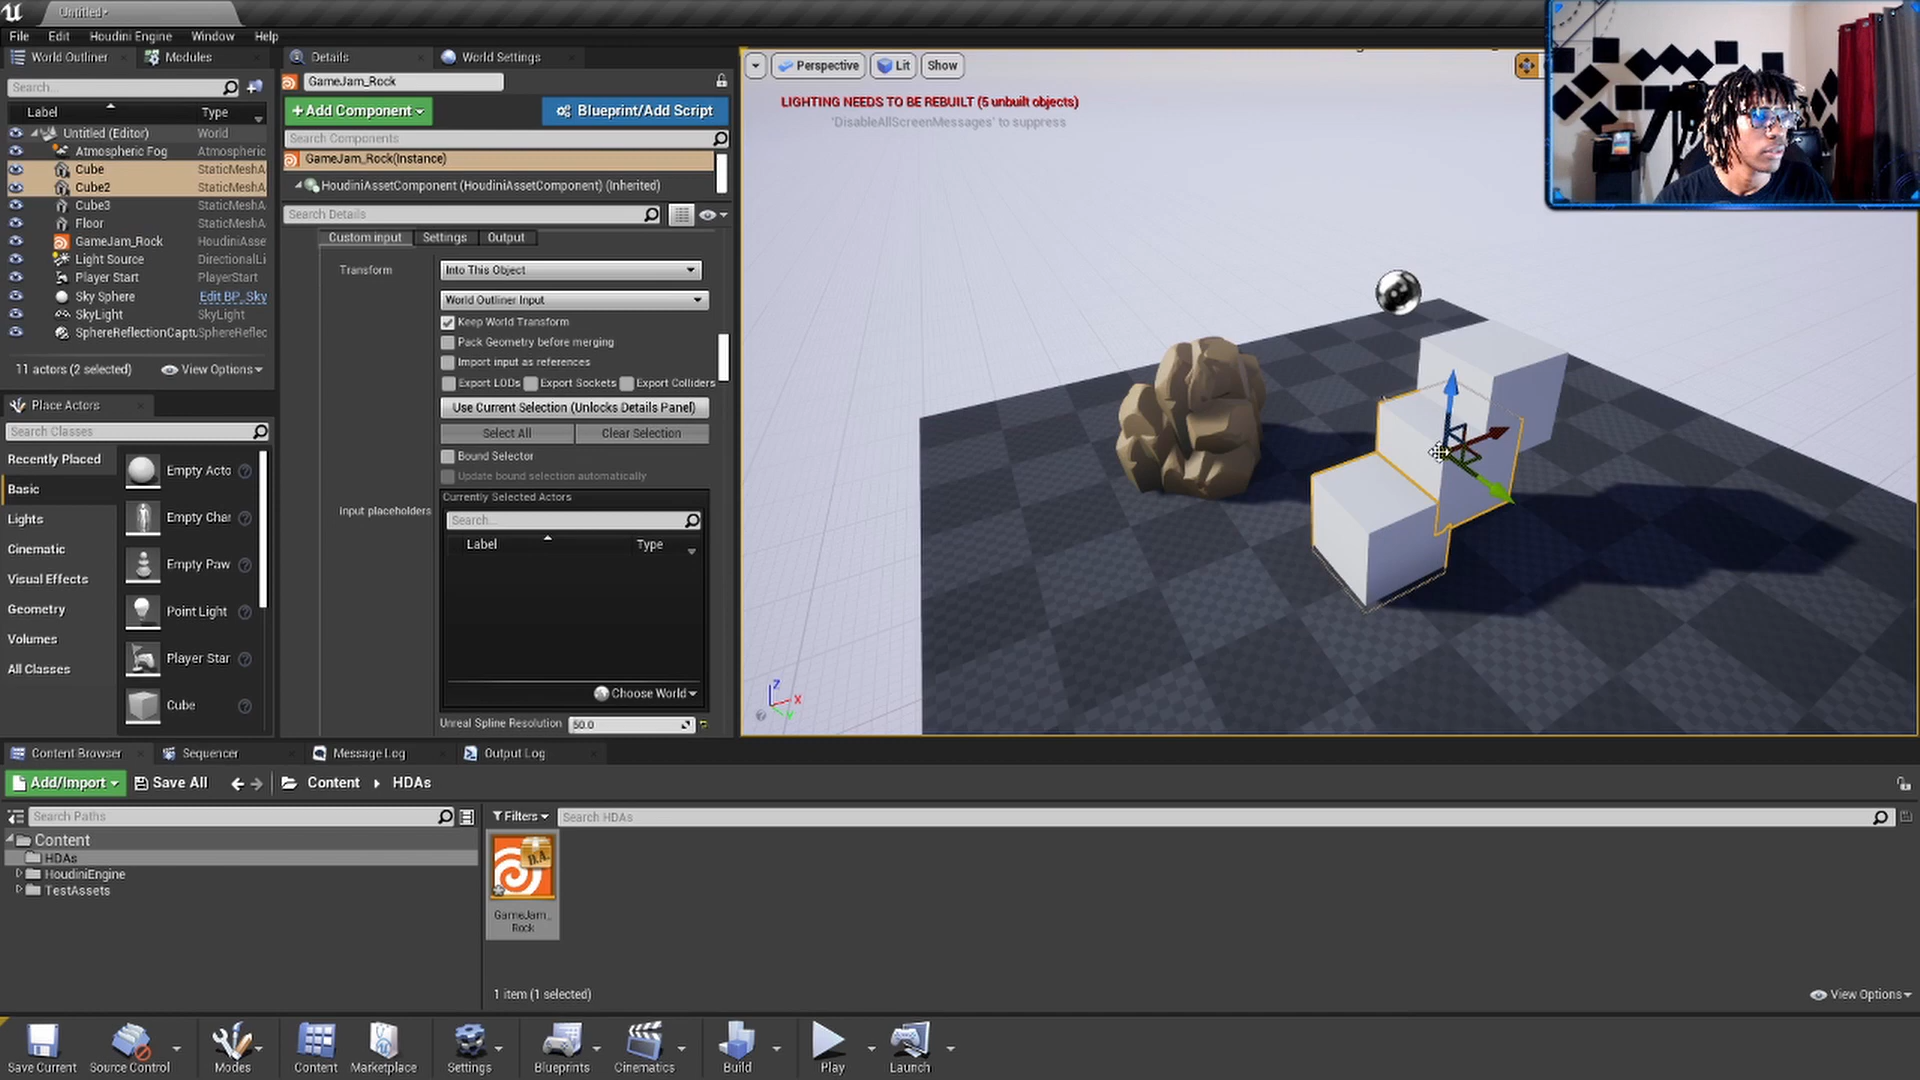 Untitled•
File Edit Houdini Engine Window Help
World Outliner
Modules
Search...
Label Type
Untitled (Editor) World
Atmospheric Fog Atmospheric
Cube StaticMeshA
Cube2 StaticMeshA
Cube3 StaticMeshA
Floor StaticMeshA
GameJam_Rock HoudiniAsse
Light Source DirectionalLi
Player Start PlayerStart
Sky Sphere Edit BP_Sky
SkyLight SkyLight
SphereReflectionCaptu SphereReflec
11 actors (2 selected) View Options
Place Actors
Search Classes
Recently Placed
Basic
Lights
Cinematic
Visual Effects
Geometry
Volumes
All Classes
Empty Acto
Empty Char
Empty Paw
Point Light
Player Star
Cube
Details
World Settings
GameJam_Rock
+Add Component
Blueprint/Add Script
Search Components
GameJam_Rock(Instance)
HoudiniAssetComponent (HoudiniAssetComponent) (Inherited)
Search Details
Custom input Settings Output
Transform Into This Object
World Outliner Input
Keep World Transform
Pack Geometry before merging
Import input as references
Export LODs Export Sockets Export Colliders
Use Current Selection (Unlocks Details Panel)
Select All Clear Selection
Bound Selector
Update bound selection automatically
Currently Selected Actors
input placeholders
Search...
Label Type
Choose World
Unreal Spline Resolution 50.0
Perspective Lit Show
LIGHTING NEEDS TO BE REBUILT (5 unbuilt objects)
'DisableAllScreenMessages' to suppress
Z
X
Y
Content Browser
Sequencer
Message Log
Output Log
Add/Import Save All Content HDAs
Search Paths
Content
HDAs
HoudiniEngine
TestAssets
Filters Search HDAs
D.A.
GameJam_
Rock
1 item (1 selected) View Options
Save Current Source Control Modes Content Marketplace Settings Blueprints Cinematics Build Play Launch